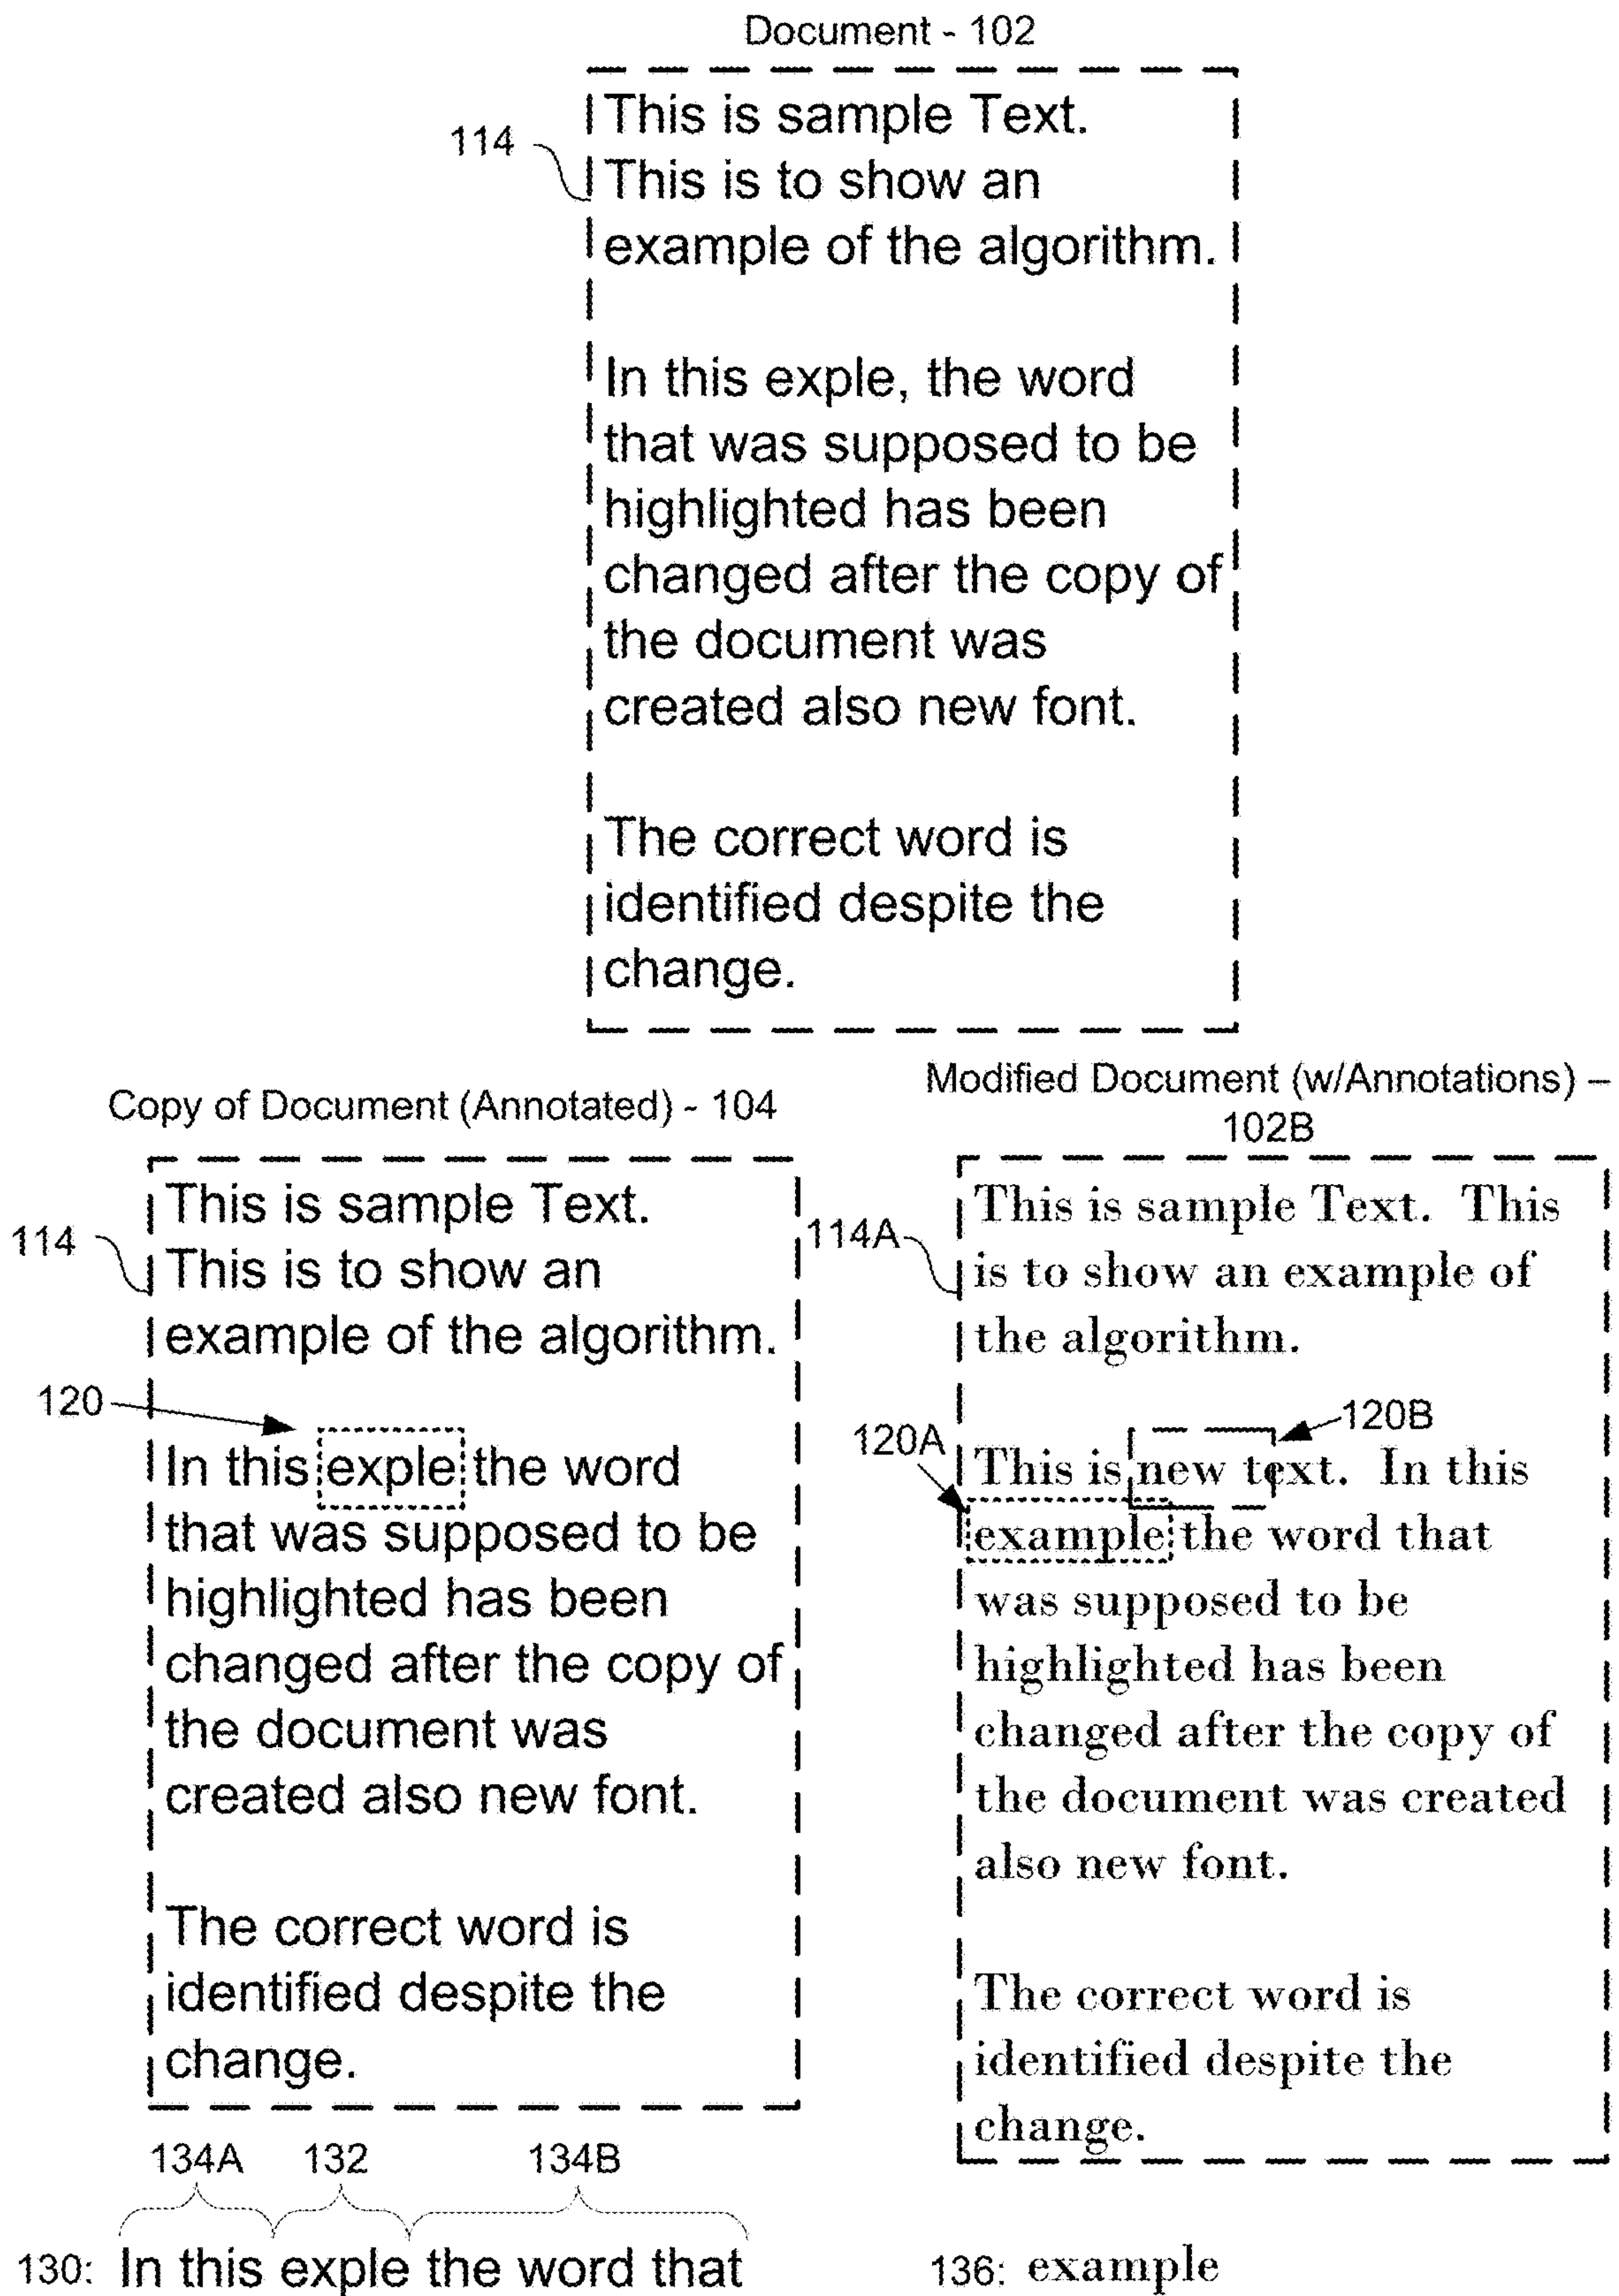 Document - 102
114
This is sample Text.
This is to show an
example of the algorithm.
In this exple, the word
that was supposed to be
highlighted has been
changed after the copy of
the document was
created also new font.
The correct word is
identified despite the
change.
Copy of Document (Annotated) - 104
114
This is sample Text.
This is to show an
example of the algorithm.
120
In this exple the word
that was supposed to be
highlighted has been
changed after the copy of
the document was
created also new font.
The correct word is
identified despite the
change.
134A 132 134B
130: In this exple the word that
Modified Document (w/Annotations) –
102B
114A
This is sample Text. This
is to show an example of
the algorithm.
120B
120A
This is new text. In this
example the word that
was supposed to be
highlighted has been
changed after the copy of
the document was created
also new font.
The correct word is
identified despite the
change.
136: example